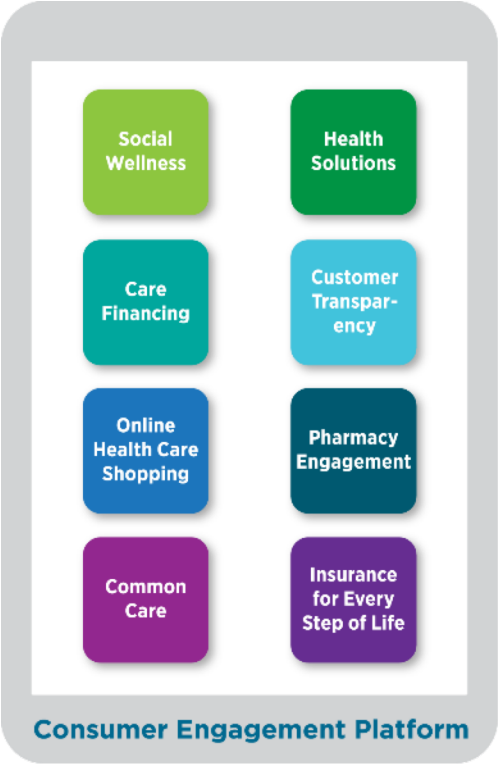 Social
Wellness
Health
Solutions
Care
Financing
Customer
Transpar-
ency
Online
Health Care
Shopping
Pharmacy
Engagement
Common
Care
Insurance
for Every
Step of Life
Consumer Engagement Platform